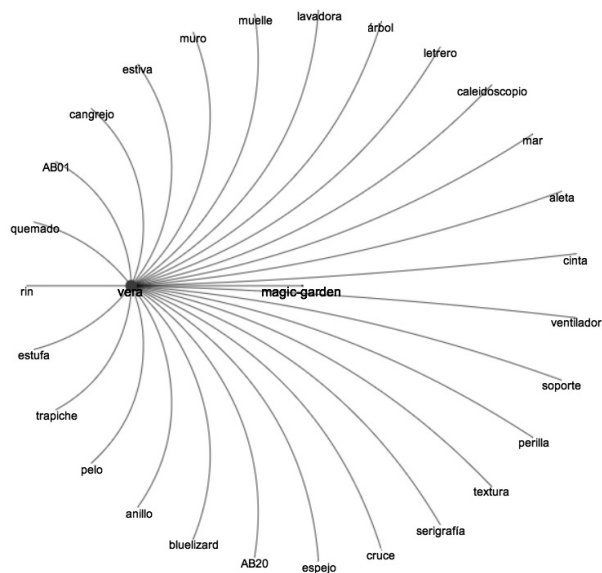 lavadora
muelle
árbol
muro
letrero
estiva
caleidoscopio
cangrejo
mar
AB01
aleta
quemado
cinta
rin
vera
magic-garden
ventilador
estufa
soporte
trapiche
perilla
pelo
textura
anillo
serigrafía
bluelizard
cruce
AB20
espejo